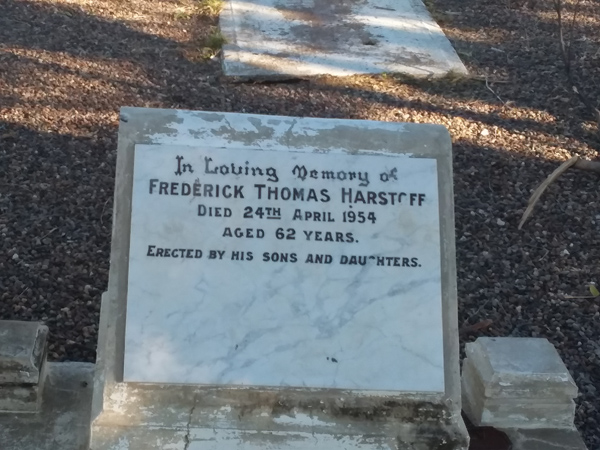 In Loving Memory of
FREDERICK THOMAS HARSTOFF
DIED 24TH APRIL 1954
AGED 62 YEARS.
ERECTED BY HIS SONS AND DAUGHTERS.